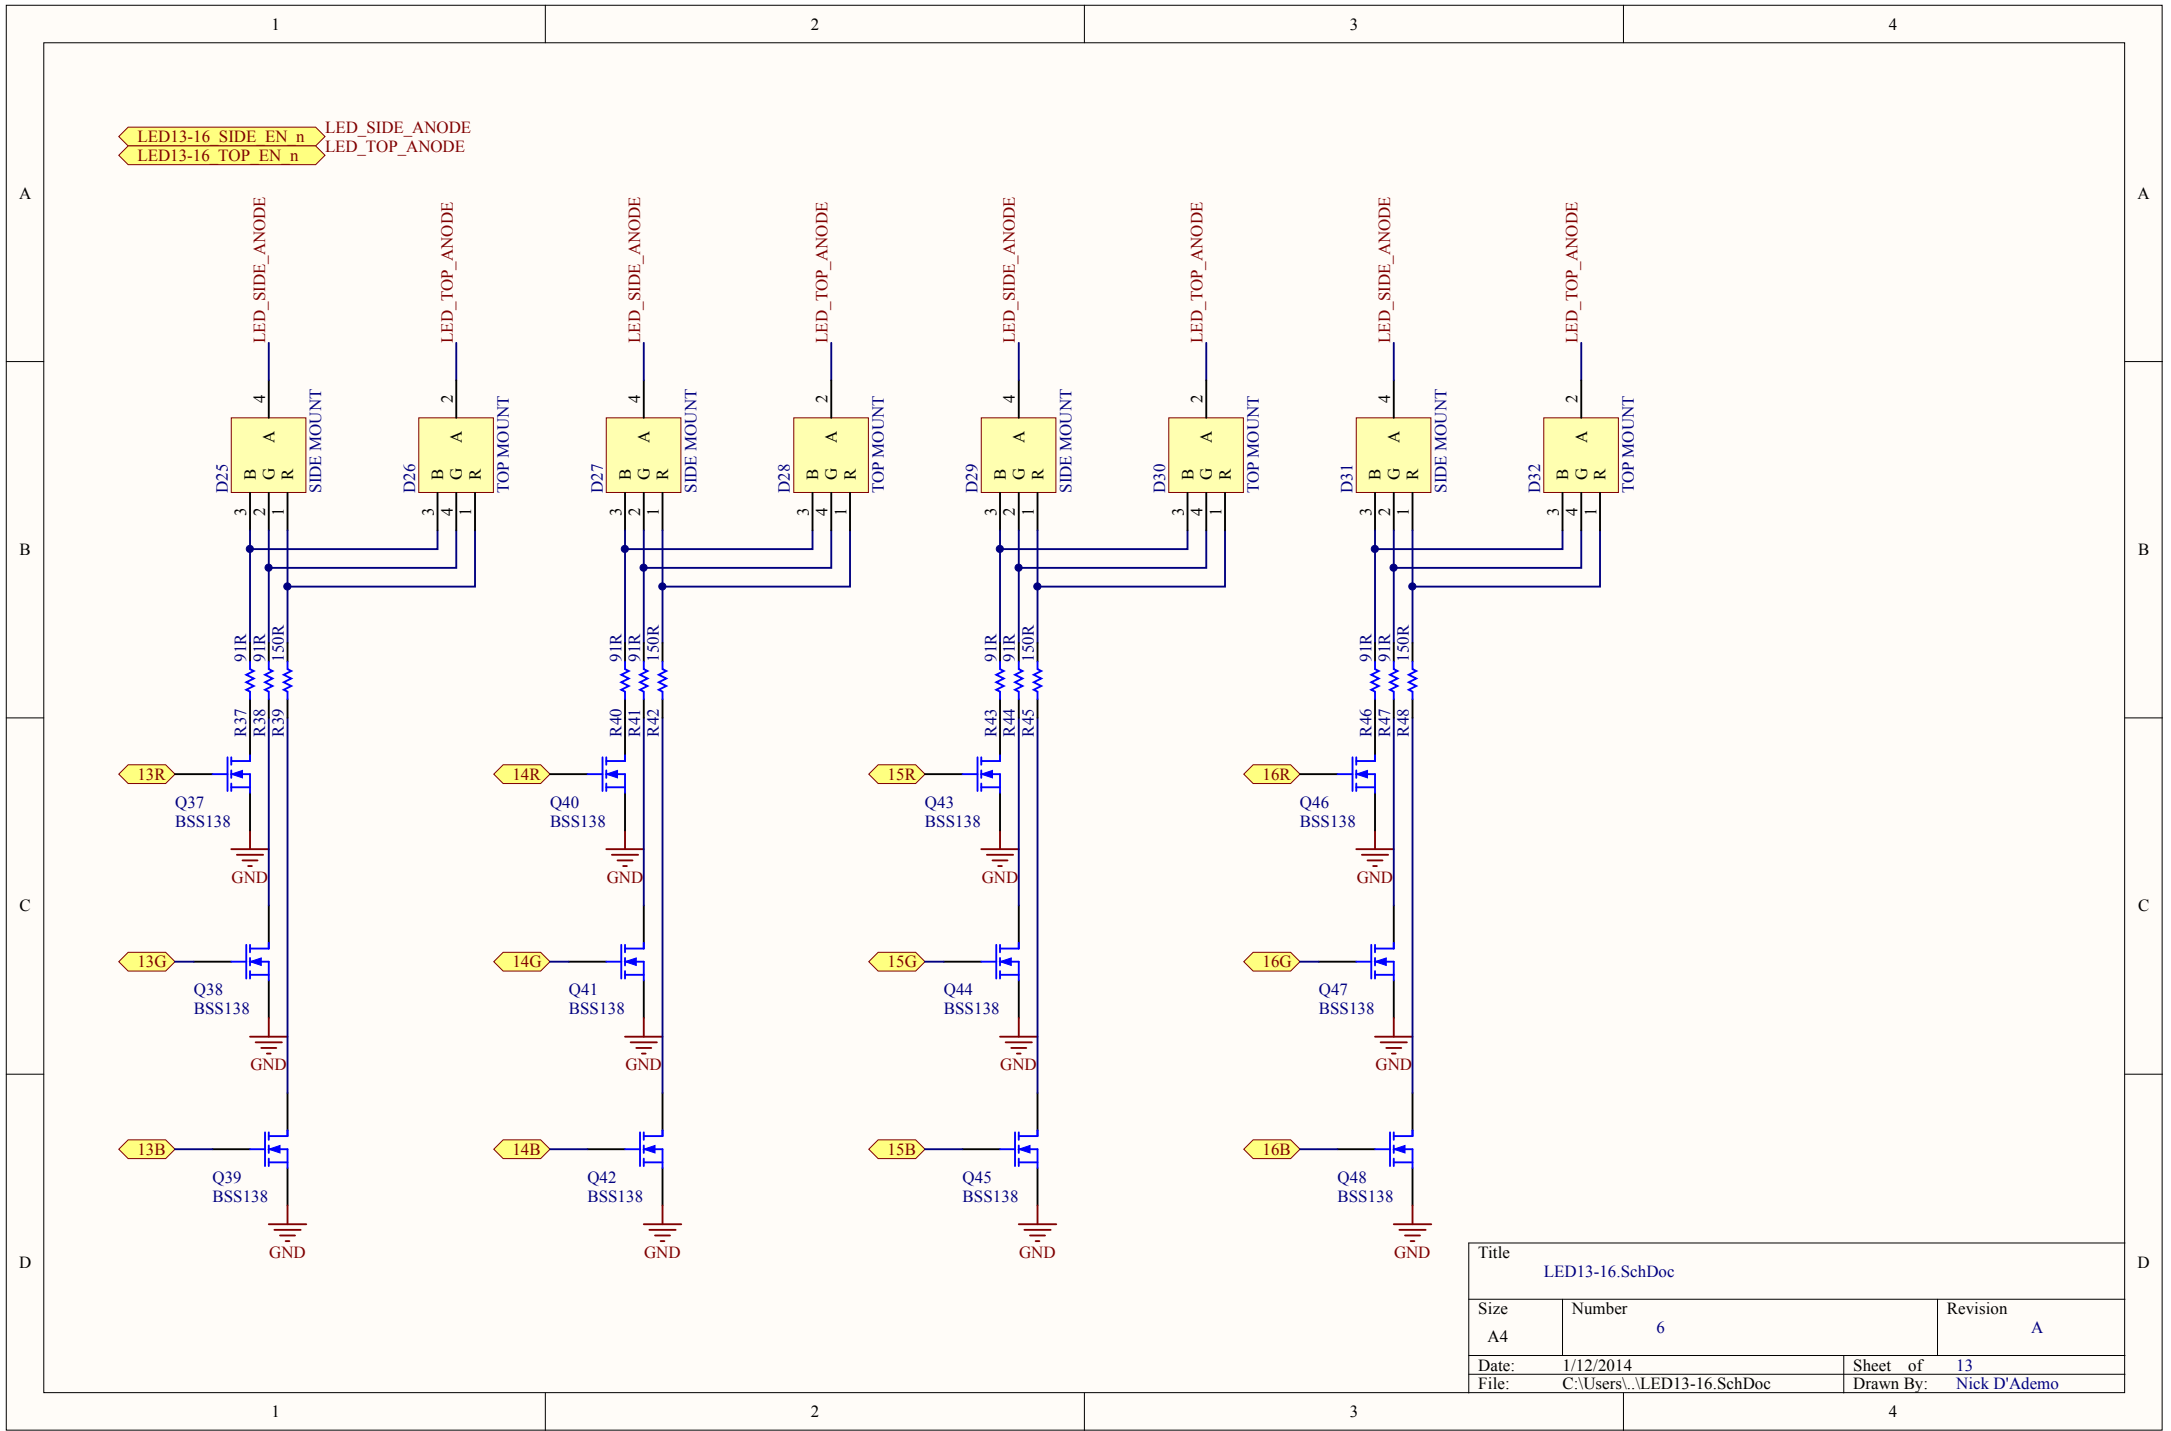 1 2 3 4
LED13-16_SIDE_EN_n LED_SIDE_ANODE
LED13-16_TOP_EN_n LED_TOP_ANODE
A A
LED_SIDE_ANODE
LED_TOP_ANODE
LED_SIDE_ANODE
LED_TOP_ANODE
LED_SIDE_ANODE
LED_TOP_ANODE
LED_SIDE_ANODE
LED_TOP_ANODE
4 2 4 2 4 2 4 2
A A A A A A A A
D25 B G R SIDE MOUNT
D26 B G R TOP MOUNT
D27 B G R SIDE MOUNT
D28 B G R TOP MOUNT
D29 B G R SIDE MOUNT
D30 B G R TOP MOUNT
D31 B G R SIDE MOUNT
D32 B G R TOP MOUNT
3 2 1 3 4 1 3 2 1 3 4 1 3 2 1 3 4 1 3 2 1 3 4 1
B B
91R 91R 150R 91R 91R 150R 91R 91R 150R 91R 91R 150R
R37 R38 R39 R40 R41 R42 R43 R44 R45 R46 R47 R48
13R 14R 15R 16R
Q37 Q40 Q43 Q46
BSS138 BSS138 BSS138 BSS138
GND GND GND GND
C C
13G 14G 15G 16G
Q38 Q41 Q44 Q47
BSS138 BSS138 BSS138 BSS138
GND GND GND GND
13B 14B 15B 16B
Q39 Q42 Q45 Q48
BSS138 BSS138 BSS138 BSS138
GND GND GND GND
D D
Title
LED13-16.SchDoc
Size Number Revision
A4 6 A
Date: 1/12/2014 Sheet of 13
File: C:\Users\..\LED13-16.SchDoc Drawn By: Nick D'Ademo
1 2 3 4